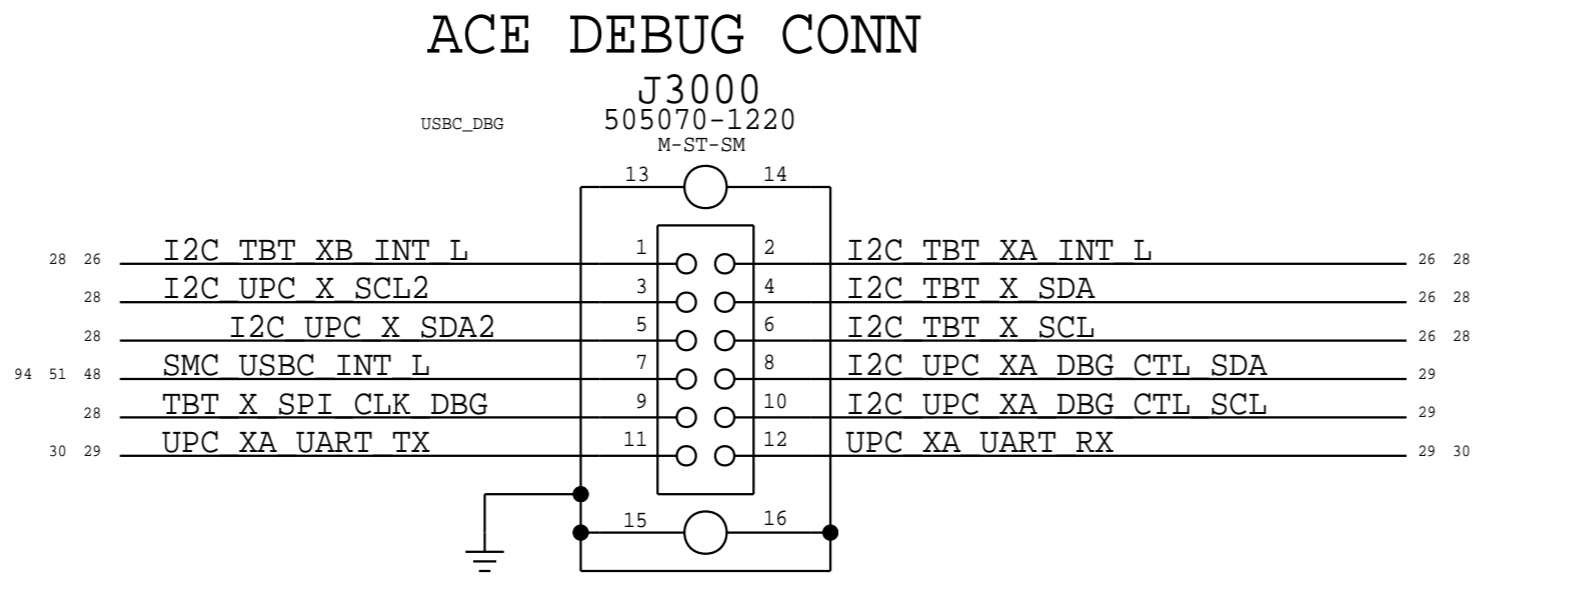 ACE DEBUG CONN
J3000
USBC_DBG 505070-1220
M-ST-SM
13 14
28 26 I2C_TBT_XB_INT_L 1 2 I2C_TBT_XA_INT_L 26 28
28 I2C_UPC_X_SCL2 3 4 I2C_TBT_X_SDA 26 28
28 I2C_UPC_X_SDA2 5 6 I2C_TBT_X_SCL 26 28
94 51 48 SMC_USBC_INT_L 7 8 I2C_UPC_XA_DBG_CTL_SDA 29
28 TBT_X_SPI_CLK_DBG 9 10 I2C_UPC_XA_DBG_CTL_SCL 29
30 29 UPC_XA_UART_TX 11 12 UPC_XA_UART_RX 29 30
15 16